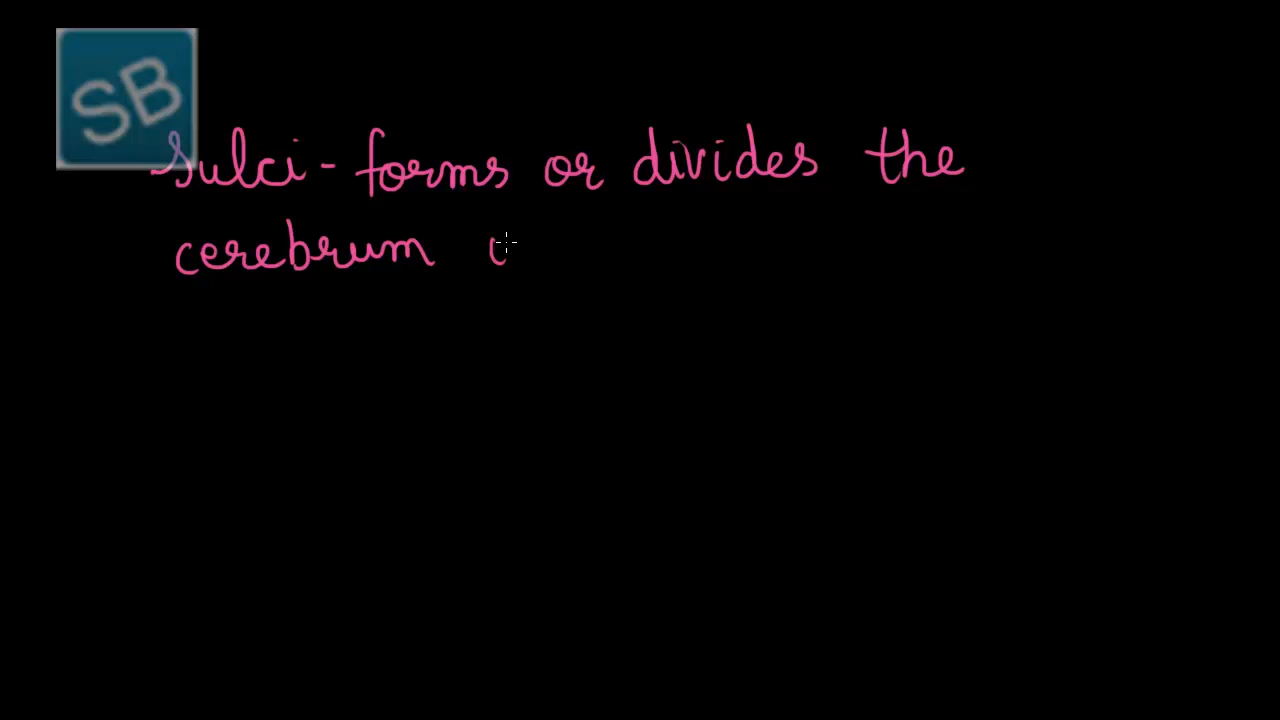 SB
Sulci - forms or divides the
cerebrum